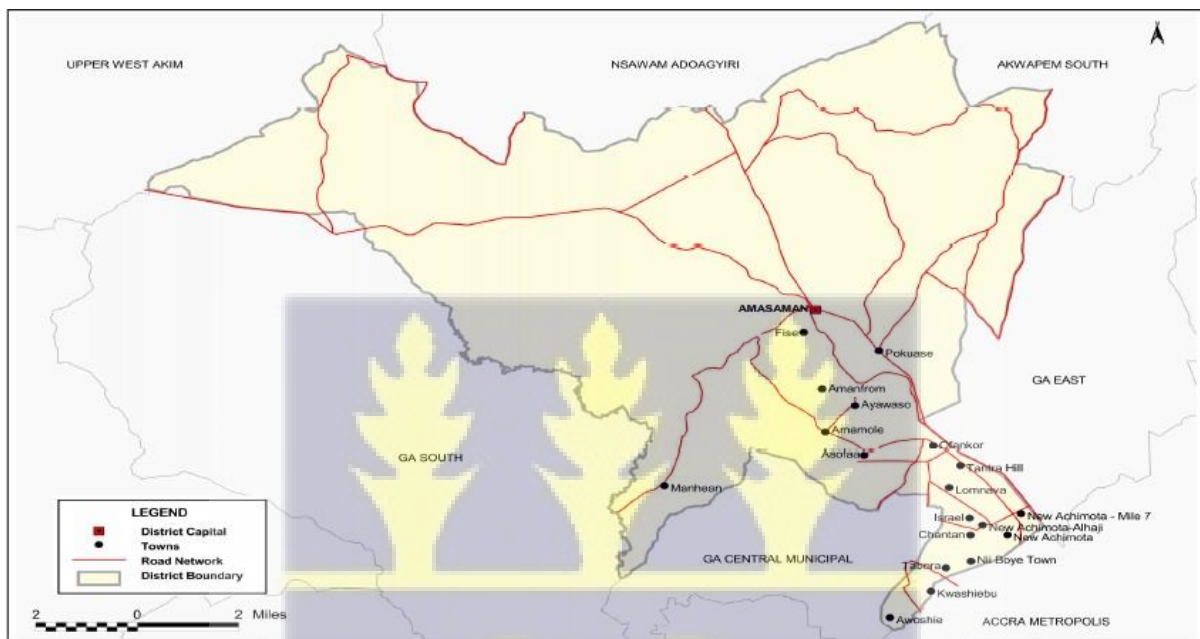 UPPER WEST AKIM
NSAWAM ADOAGYIRI
AKWAPEM SOUTH
AMASAMAN
Fise
Pokuase
GA EAST
Amanfrom
Ayawaso
Amamole
Ofankor
Asofaa
GA SOUTH
Tantra Hill
Manhean
Lomnava
LEGEND
District Capital
Towns
Road Network
District Boundary
New Achimota - Mile 7
Israel
New Achimota-Alhaji
Chantan
New Achimota
GA CENTRAL MUNICIPAL
Nii Boye Town
Tabora
Kwashiebu
2 0 2 Miles
Awoshie
ACCRA METROPOLIS